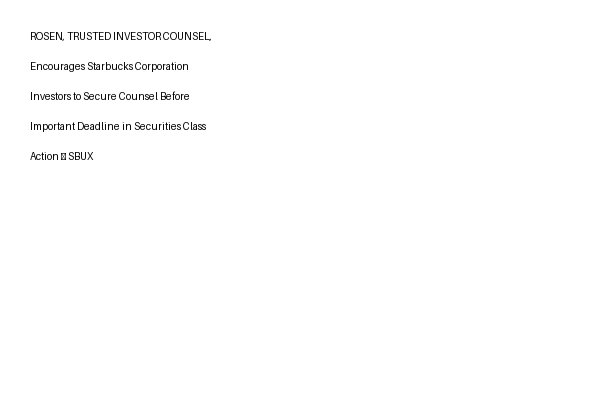 ROSEN, TRUSTED INVESTOR COUNSEL,
Encourages Starbucks Corporation
Investors to Secure Counsel Before
Important Deadline in Securities Class
Action SBUX